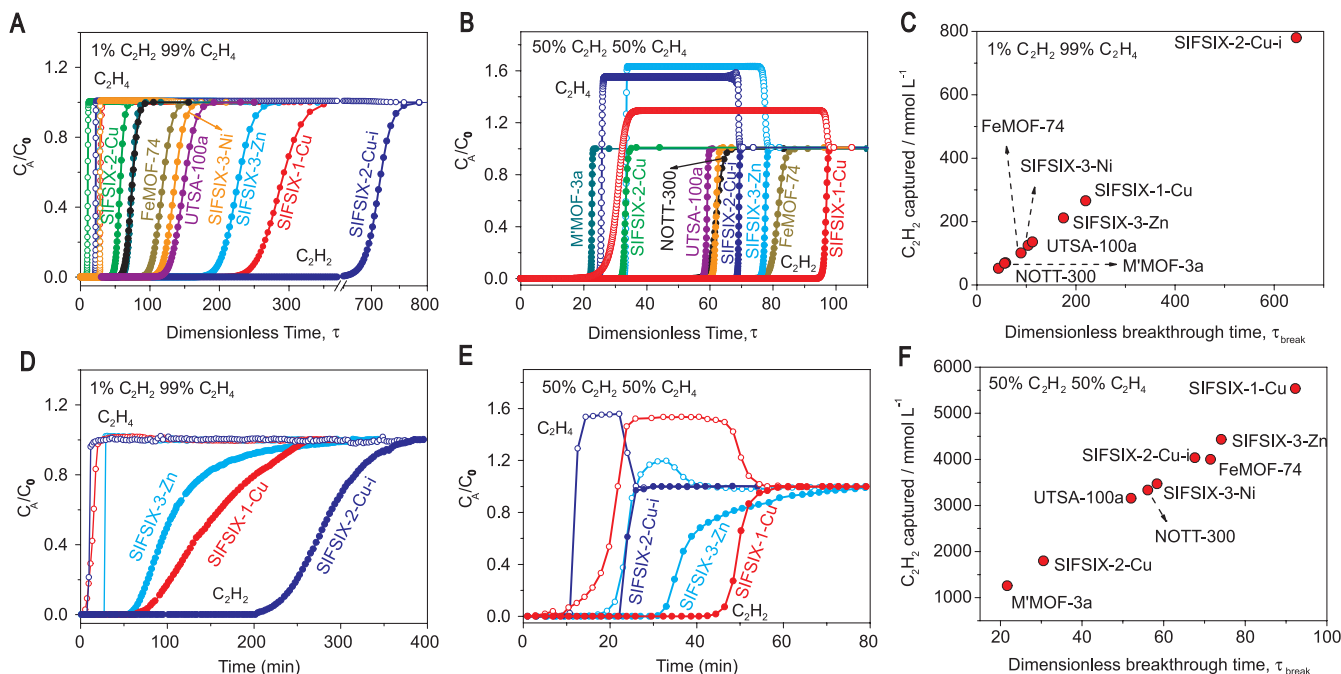 A
1% C₂H₂ 99% C₂H₄
C₂H₄
C₂H₂
SIFSIX-2-Cu
FeMOF-74
UTSA-100a
SIFSIX-3-Ni
SIFSIX-3-Zn
SIFSIX-1-Cu
SIFSIX-2-Cu-i
C_A/C₀
1.2
0.8
0.4
0.0
0 100 200 300 400 700 800
Dimensionless Time, τ
B
50% C₂H₂ 50% C₂H₄
C₂H₄
C₂H₂
M'MOF-3a
SIFSIX-2-Cu
NOTT-300
UTSA-100a
SIFSIX-2-Cu-i
SIFSIX-3-Zn
FeMOF-74
SIFSIX-1-Cu
C_A/C₀
1.6
1.2
0.8
0.4
0.0
0 20 40 60 80 100
Dimensionless Time, τ
C
1% C₂H₂ 99% C₂H₄
SIFSIX-2-Cu-i
FeMOF-74
SIFSIX-3-Ni
SIFSIX-1-Cu
SIFSIX-3-Zn
UTSA-100a
M'MOF-3a
NOTT-300
C₂H₂ captured / mmol L⁻¹
800
600
400
200
0
0 200 400 600
Dimensionless breakthrough time, τ_break
D
1% C₂H₂ 99% C₂H₄
C₂H₄
C₂H₂
SIFSIX-3-Zn
SIFSIX-1-Cu
SIFSIX-2-Cu-i
C_A/C₀
1.2
0.8
0.4
0.0
0 100 200 300 400
Time (min)
E
50% C₂H₂ 50% C₂H₄
C₂H₄
C₂H₂
SIFSIX-2-Cu-i
SIFSIX-3-Zn
SIFSIX-1-Cu
C_A/C₀
1.6
1.2
0.8
0.4
0.0
0 20 40 60 80
Time (min)
F
50% C₂H₂ 50% C₂H₄
SIFSIX-1-Cu
SIFSIX-3-Zn
SIFSIX-2-Cu-i
FeMOF-74
UTSA-100a
SIFSIX-3-Ni
NOTT-300
SIFSIX-2-Cu
M'MOF-3a
C₂H₂ captured / mmol L⁻¹
6000
5000
4000
3000
2000
1000
20 40 60 80 100
Dimensionless breakthrough time, τ_break